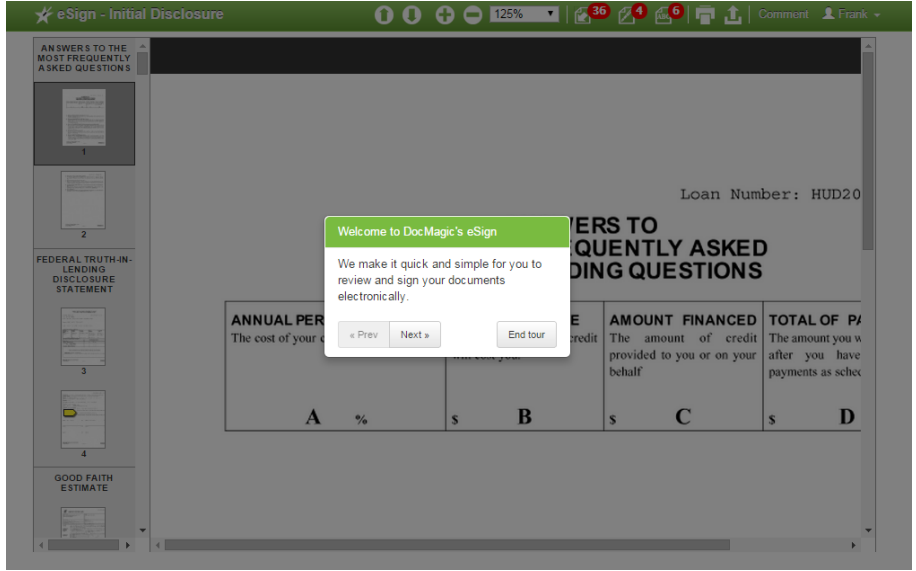 eSign - Initial Disclosure
125%
36
4
6
Comment
Frank
ANSWERS TO THE
MOST FREQUENTLY
ASKED QUESTIONS
1
2
FEDERAL TRUTH-IN-
LENDING
DISCLOSURE
STATEMENT
3
4
GOOD FAITH
ESTIMATE
Loan Number: HUD20
ERS TO
QUENTLY ASKED
DING QUESTIONS
Welcome to DocMagic's eSign
We make it quick and simple for you to
review and sign your documents
electronically.
« Prev
Next »
End tour
ANNUAL PER
The cost of your c
A %
E
credit
will cost you.
$ B
AMOUNT FINANCED
The amount of credit
provided to you or on your
behalf
$ C
TOTAL OF PA
The amount you w
after you have
payments as sched
$ D